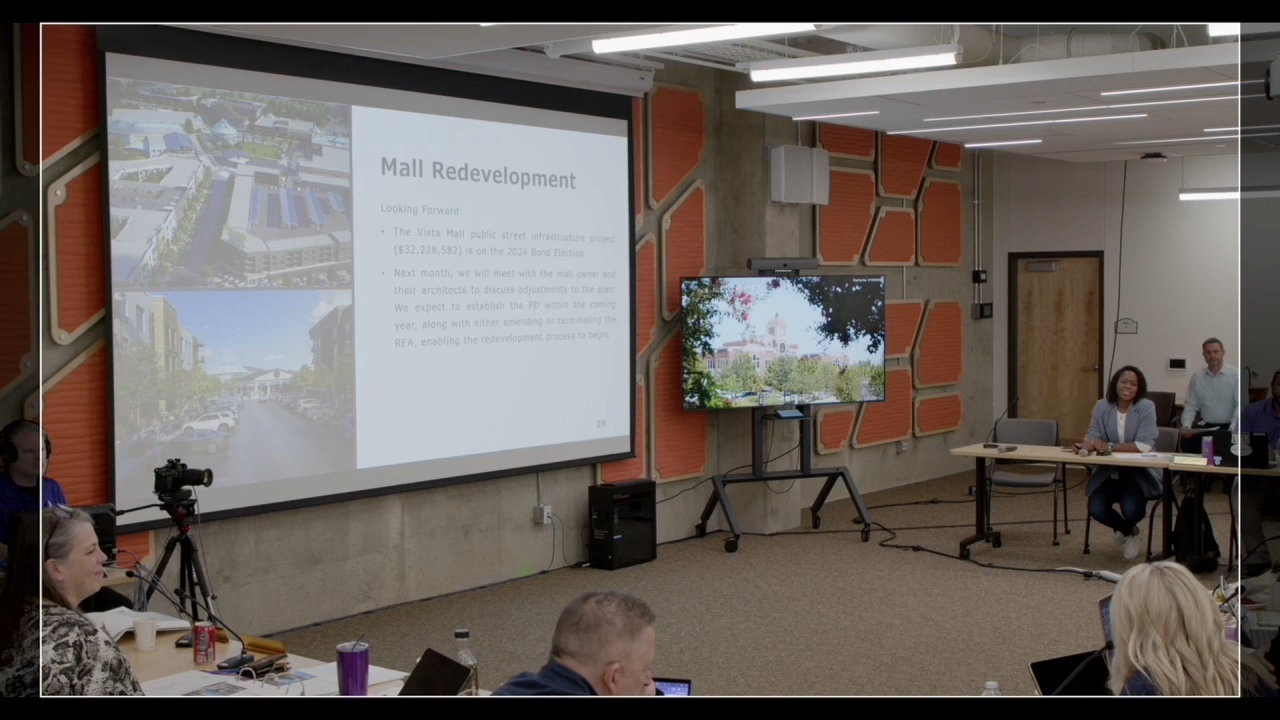 Mall Redevelopment
Looking Forward:
• The Vista Mall public street infrastructure project
($32,228,582) is on the 2024 Bond Election.
• Next month, we will meet with the mall owner and
their architects to discuss adjustments to the plan.
We expect to establish the PD within the coming
year, along with either amending or terminating the
REA, enabling the redevelopment process to begin.
29